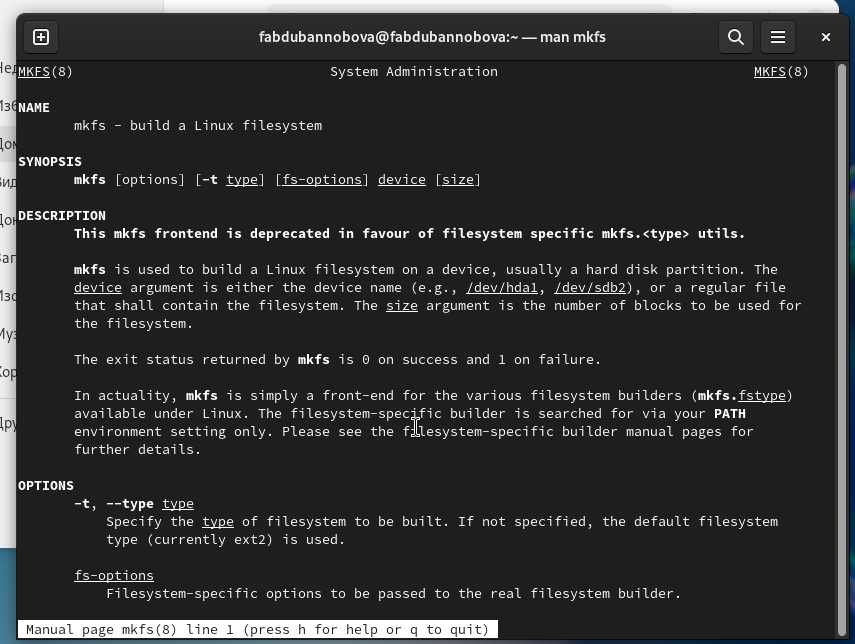 fabdubannobova@fabdubannobova:~ — man mkfs
MKFS(8) System Administration MKFS(8)
NAME
mkfs - build a Linux filesystem
SYNOPSIS
mkfs [options] [-t type] [fs-options] device [size]
DESCRIPTION
This mkfs frontend is deprecated in favour of filesystem specific mkfs.<type> utils.
mkfs is used to build a Linux filesystem on a device, usually a hard disk partition. The
device argument is either the device name (e.g., /dev/hda1, /dev/sdb2), or a regular file
that shall contain the filesystem. The size argument is the number of blocks to be used for
the filesystem.
The exit status returned by mkfs is 0 on success and 1 on failure.
In actuality, mkfs is simply a front-end for the various filesystem builders (mkfs.fstype)
available under Linux. The filesystem-specific builder is searched for via your PATH
environment setting only. Please see the filesystem-specific builder manual pages for
further details.
OPTIONS
-t, --type type
Specify the type of filesystem to be built. If not specified, the default filesystem
type (currently ext2) is used.
fs-options
Filesystem-specific options to be passed to the real filesystem builder.
Manual page mkfs(8) line 1 (press h for help or q to quit)